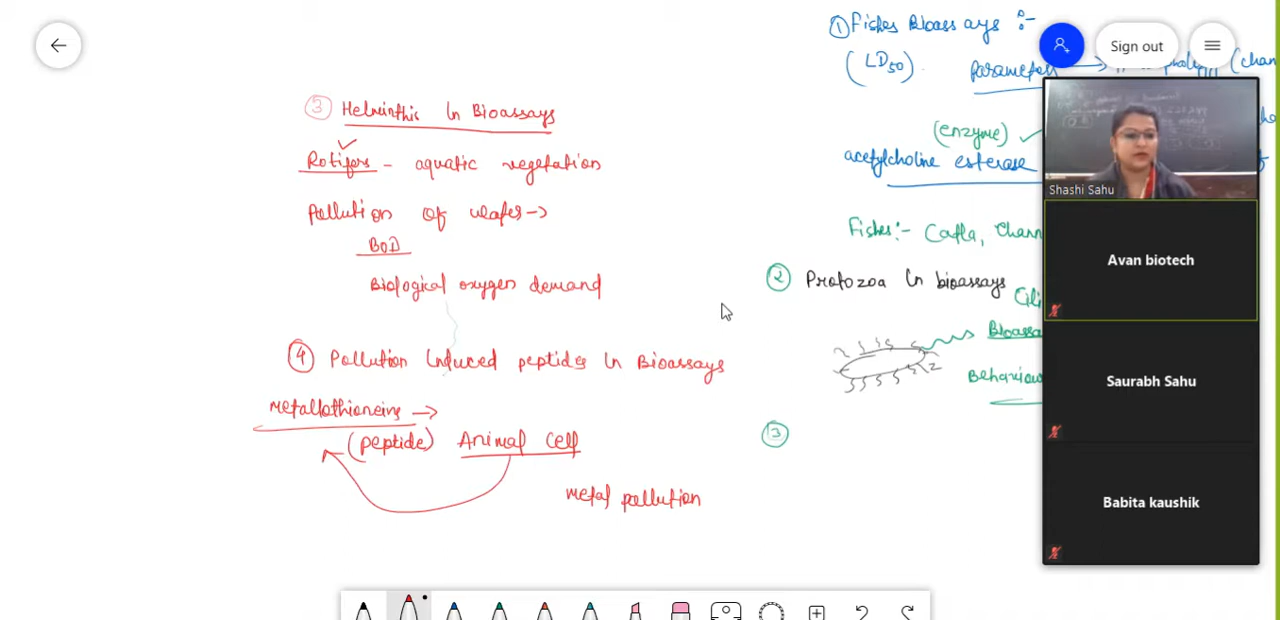 ① Fishes Bioassays :-
Sign out
(LD50)
Parameters →
③ Helminthis In Bioassays
(enzyme) ✓
Rotifers - aquatic vegetation
acetylcholine esterase
Shashi Sahu
Pollution of water →
BOD
Fishes:- Catla, Chann
Biological oxygen demand
Avan biotech
② Protozoa In bioassays
Cili
Bioassa
④ Pollution Induced peptides In Bioassays
Behaviou
Saurabh Sahu
Metallothioneins →
(peptide) Animal Cell
③
metal pollution
Babita kaushik